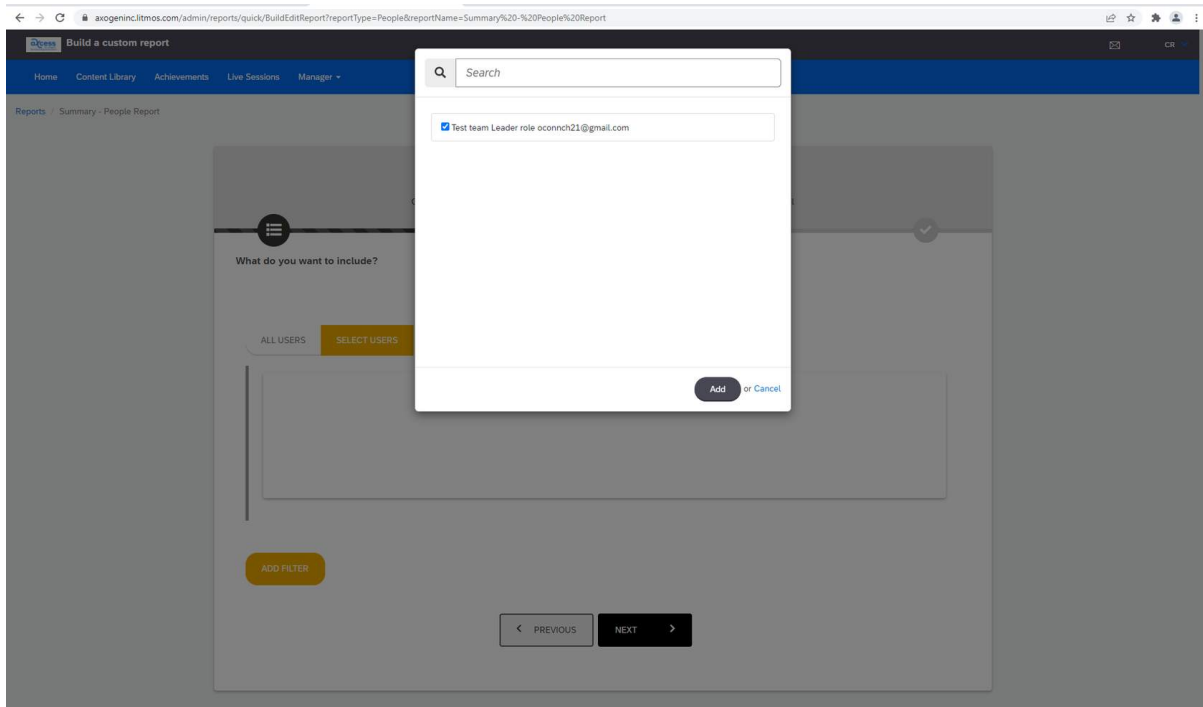 axogeninc.litmos.com/admin/reports/quick/BuildEditReport?reportType=People&reportName=Summary%20-%20People%20Report
axcess Build a custom report CR
Search
Home Content Library Achievements Live Sessions Manager
Reports / Summary - People Report
Test team Leader role oconnch21@gmail.com
What do you want to include?
ALL USERS SELECT USERS
Add or Cancel
ADD FILTER
PREVIOUS NEXT